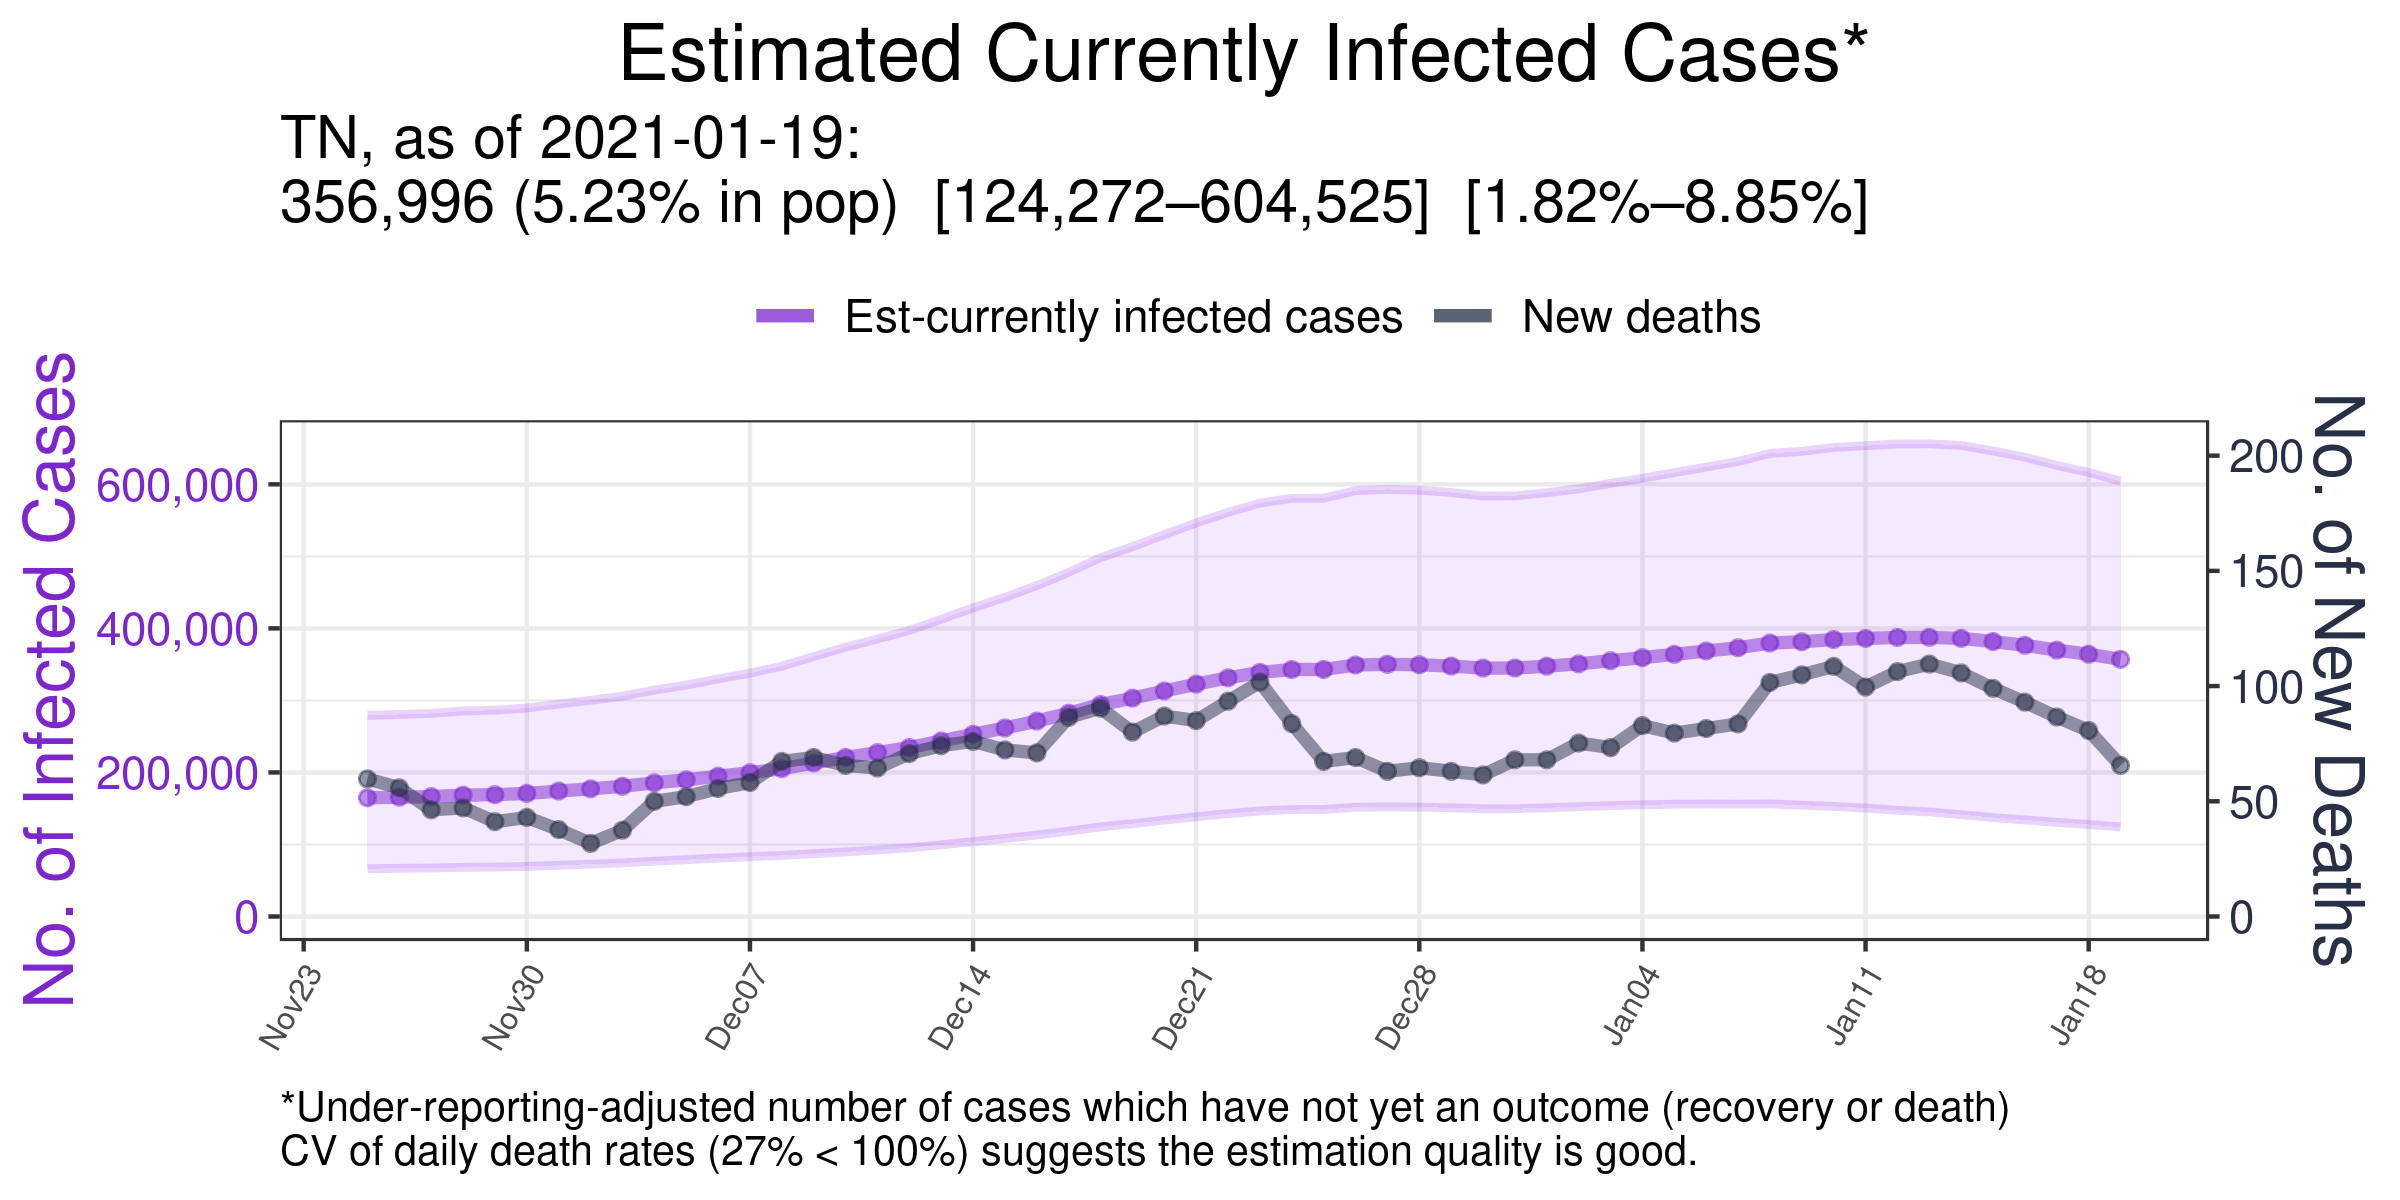 Estimated Currently Infected Cases*
TN, as of 2021-01-19:
356,996 (5.23% in pop)  [124,272–604,525]  [1.82%–8.85%]
Est-currently infected cases
New deaths
No. of Infected Cases
600,000
400,000
200,000
0
No. of New Deaths
200
150
100
50
0
Nov23
Nov30
Dec07
Dec14
Dec21
Dec28
Jan04
Jan11
Jan18
*Under-reporting-adjusted number of cases which have not yet an outcome (recovery or death)
CV of daily death rates (27% < 100%) suggests the estimation quality is good.